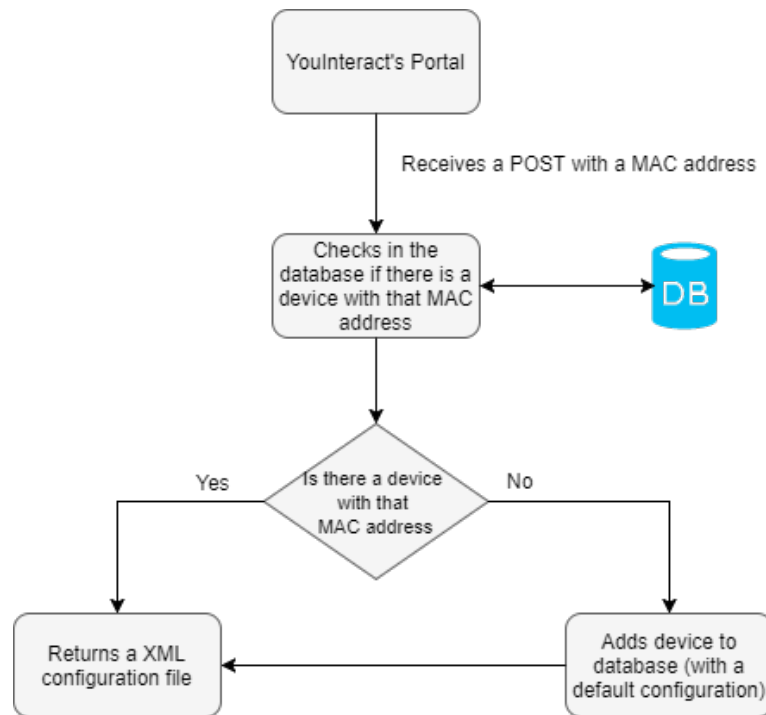 YouInteract's Portal
Receives a POST with a MAC address
Checks in the
database if there is a
device with that MAC
address
DB
Is there a device
with that
MAC address
Yes
No
Returns a XML
configuration file
Adds device to
database (with a
default configuration)